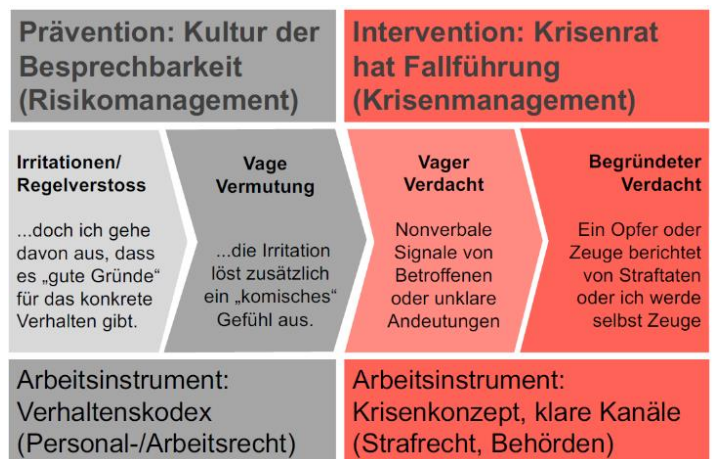 Prävention: Kultur der
Besprechbarkeit
(Risikomanagement)
Intervention: Krisenrat
hat Fallführung
(Krisenmanagement)
Irritationen/
Regelverstoss
...doch ich gehe
davon aus, dass
es „gute Gründe“
für das konkrete
Verhalten gibt.
Vage
Vermutung
...die Irritation
löst zusätzlich
ein „komisches“
Gefühl aus.
Vager
Verdacht
Nonverbale
Signale von
Betroffenen
oder unklare
Andeutungen
Begründeter
Verdacht
Ein Opfer oder
Zeuge berichtet
von Straftaten
oder ich werde
selbst Zeuge
Arbeitsinstrument:
Verhaltenskodex
(Personal-/Arbeitsrecht)
Arbeitsinstrument:
Krisenkonzept, klare Kanäle
(Strafrecht, Behörden)